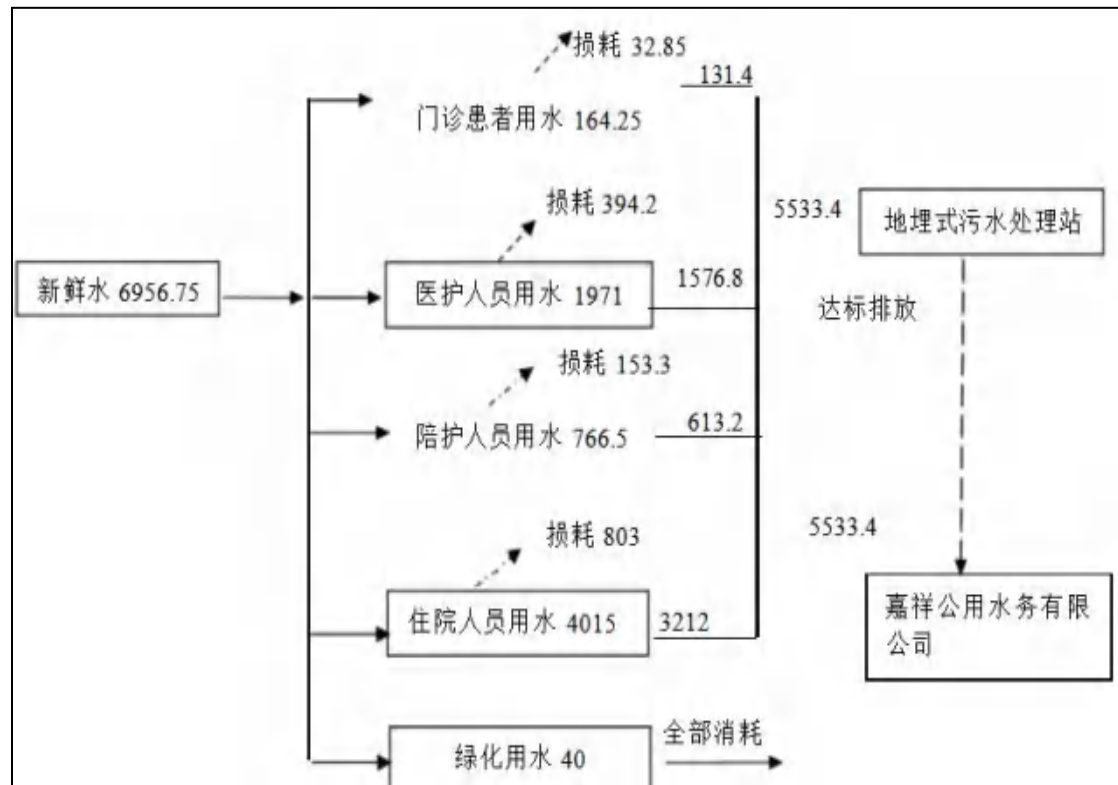 损耗 32.85
131.4
门诊患者用水 164.25
损耗 394.2
5533.4
地埋式污水处理站
新鲜水 6956.75
医护人员用水 1971
1576.8
达标排放
损耗 153.3
陪护人员用水 766.5
613.2
损耗 803
5533.4
住院人员用水 4015
3212
嘉祥公用水务有限
公司
绿化用水 40
全部消耗